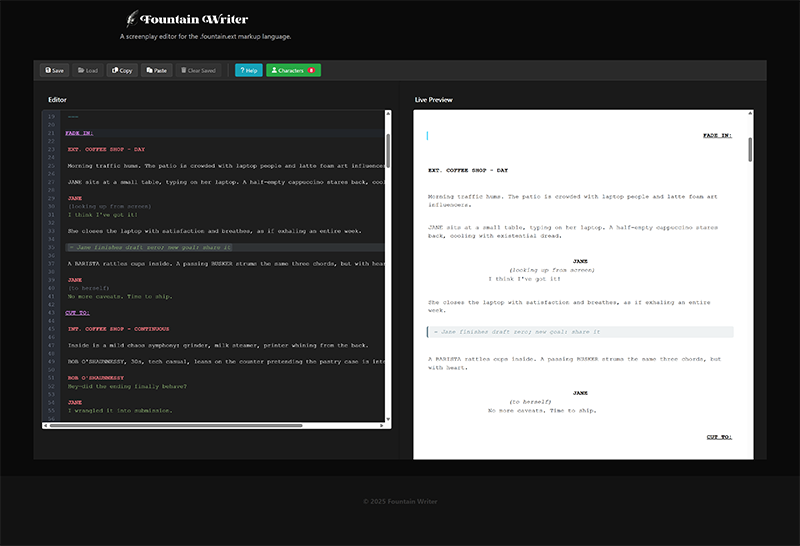 Fountain Writer
A screenplay editor for the .fountain.ext markup language.
Save Load Copy Paste Clear Saved ? Help Characters 8
Editor
19 ---
20
21 FADE IN:
22
23 EXT. COFFEE SHOP - DAY
24
25 Morning traffic hums. The patio is crowded with laptop people and latte foam art influencer
26
27 JANE sits at a small table, typing on her laptop. A half-empty cappuccino stares back, cool
28
29 JANE
30 (looking up from screen)
31 I think I've got it!
32
33 She closes the laptop with satisfaction and breathes, as if exhaling an entire week.
34
35 = Jane finishes draft zero; new goal: share it
36
37 A BARISTA rattles cups inside. A passing BUSKER strums the same three chords, but with hear
38
39 JANE
40 (to herself)
41 No more caveats. Time to ship.
42
43 CUT TO:
44
45 INT. COFFEE SHOP - CONTINUOUS
46
47 Inside is a mild chaos symphony: grinder, milk steamer, printer whining from the back.
48
49 BOB O'SHAUNNESSY, 30s, tech casual, leans on the counter pretending the pastry case is inte
50
51 BOB O'SHAUNNESSY
52 Hey-did the ending finally behave?
53
54 JANE
55 I wrangled it into submission.
Live Preview
FADE IN:
EXT. COFFEE SHOP - DAY
Morning traffic hums. The patio is crowded with laptop people and latte foam art
influencers.
JANE sits at a small table, typing on her laptop. A half-empty cappuccino stares
back, cooling with existential dread.
JANE
(looking up from screen)
I think I've got it!
She closes the laptop with satisfaction and breathes, as if exhaling an entire
week.
= Jane finishes draft zero; new goal: share it
A BARISTA rattles cups inside. A passing BUSKER strums the same three chords, but
with heart.
JANE
(to herself)
No more caveats. Time to ship.
CUT TO:
© 2025 Fountain Writer